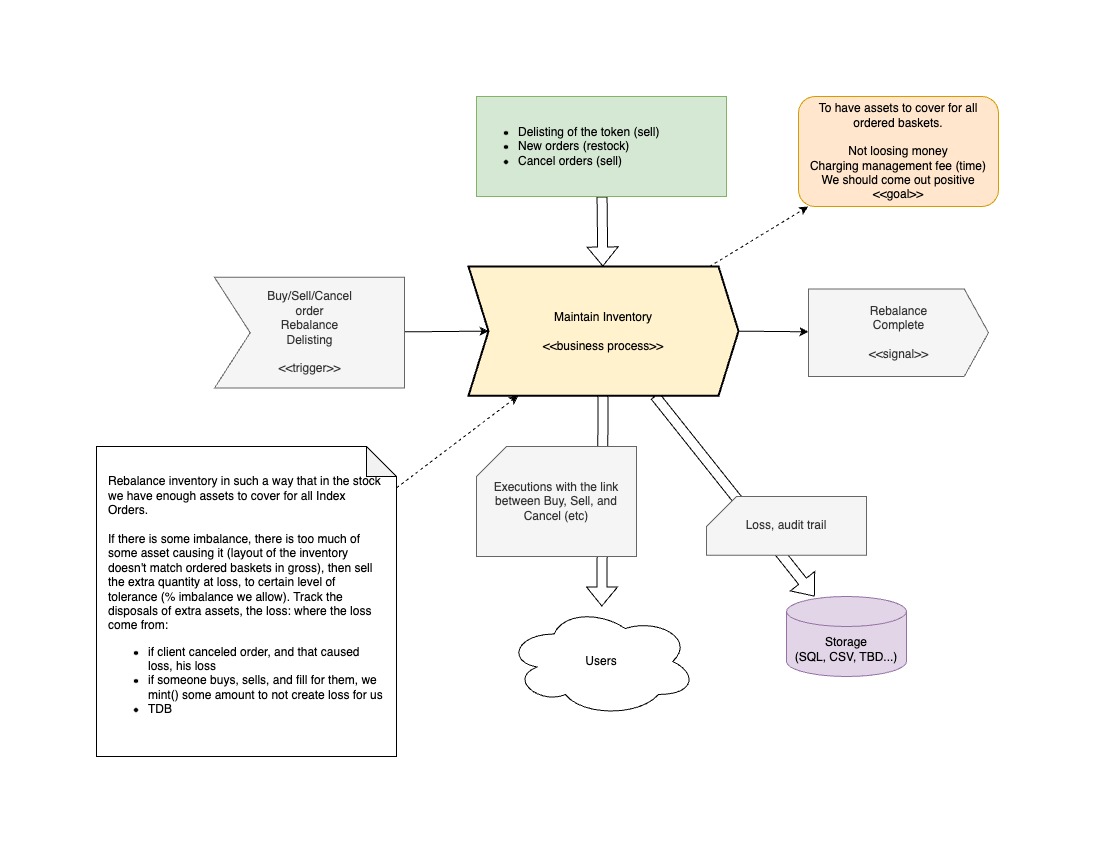 • Delisting of the token (sell)
• New orders (restock)
• Cancel orders (sell)
To have assets to cover for all
ordered baskets.
Not loosing money
Charging management fee (time)
We should come out positive
<<goal>>
Buy/Sell/Cancel
order
Rebalance
Delisting
<<trigger>>
Maintain Inventory
<<business process>>
Rebalance
Complete
<<signal>>
Rebalance inventory in such a way that in the stock
we have enough assets to cover for all Index
Orders.
If there is some imbalance, there is too much of
some asset causing it (layout of the inventory
doesn't match ordered baskets in gross), then sell
the extra quantity at loss, to certain level of
tolerance (% imbalance we allow). Track the
disposals of extra assets, the loss: where the loss
come from:
• if client canceled order, and that caused
loss, his loss
• if someone buys, sells, and fill for them, we
mint() some amount to not create loss for us
• TDB
Executions with the link
between Buy, Sell, and
Cancel (etc)
Loss, audit trail
Users
Storage
(SQL, CSV, TBD...)